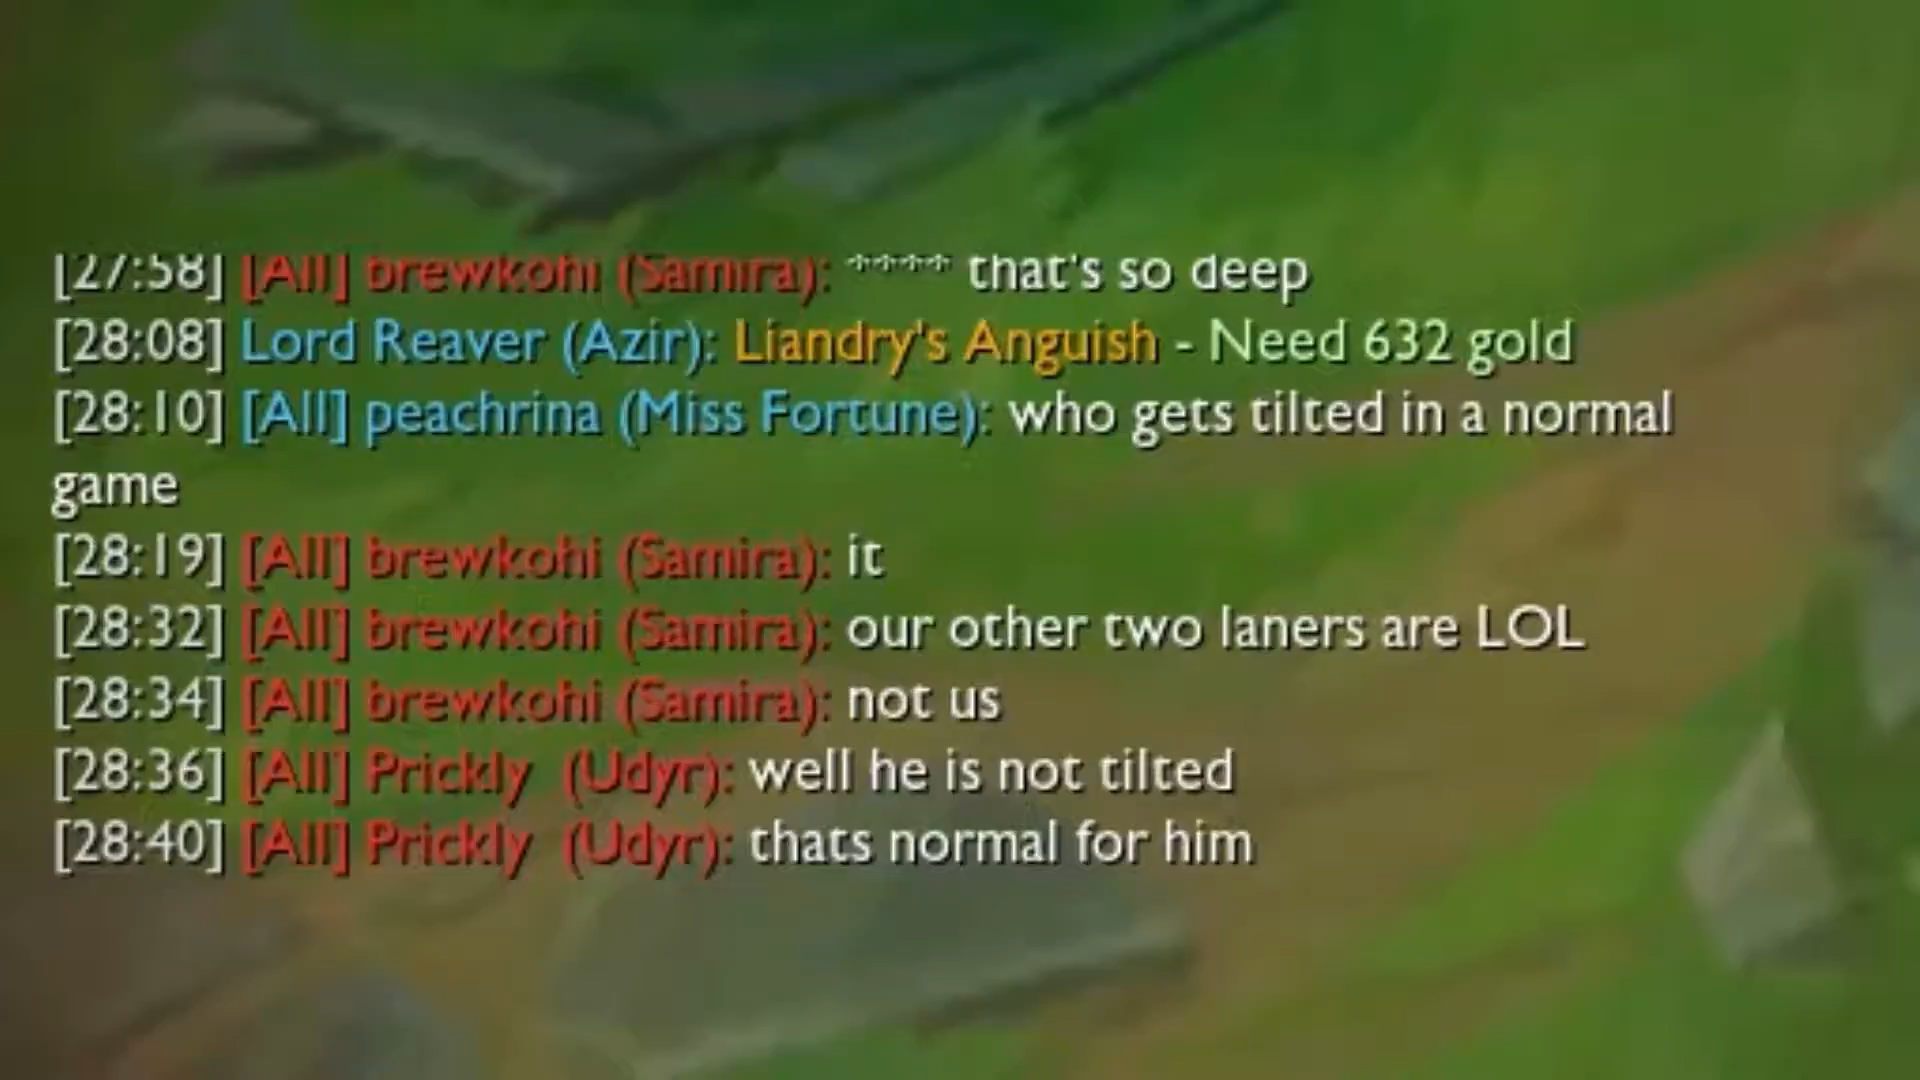 [27:58] [All] brewkohi (Samira): **** that's so deep
[28:08] Lord Reaver (Azir): Liandry's Anguish - Need 632 gold
[28:10] [All] peachrina (Miss Fortune): who gets tilted in a normal
game
[28:19] [All] brewkohi (Samira): it
[28:32] [All] brewkohi (Samira): our other two laners are LOL
[28:34] [All] brewkohi (Samira): not us
[28:36] [All] Prickly (Udyr): well he is not tilted
[28:40] [All] Prickly (Udyr): thats normal for him